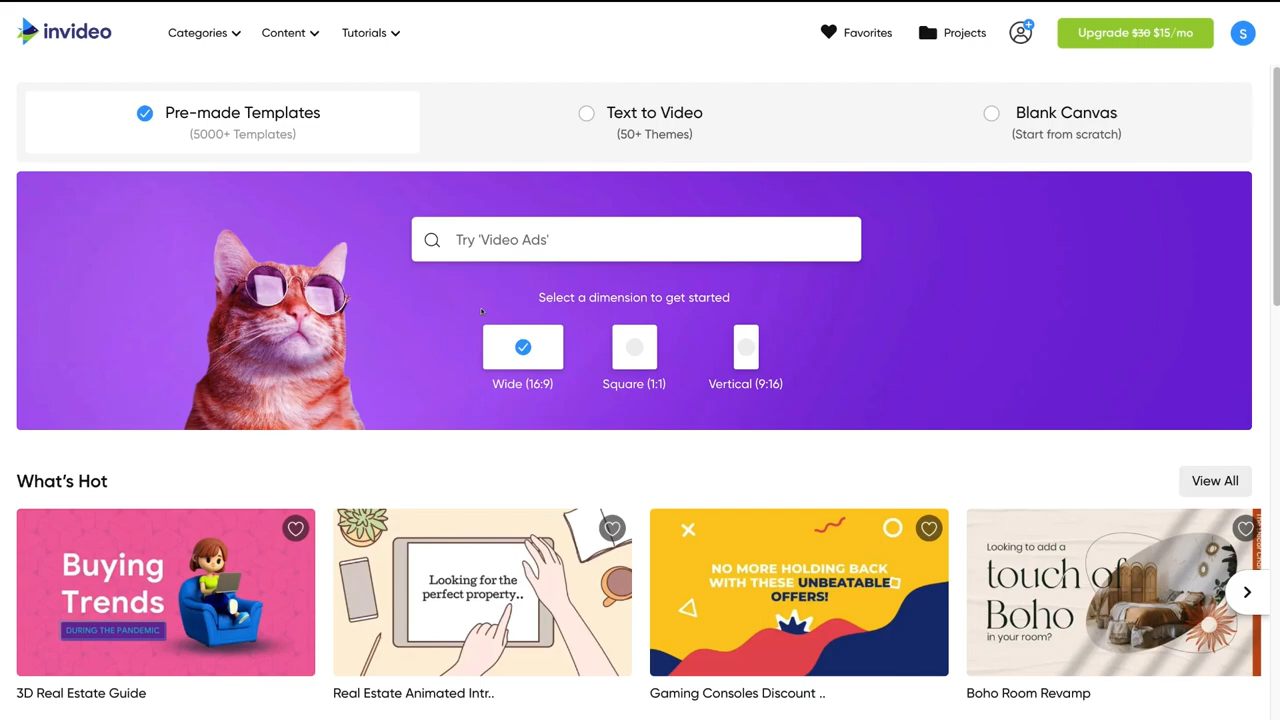 invideo
Categories
Content
Tutorials
Favorites
Projects
Upgrade $30 $15/mo
S
Pre-made Templates
(5000+ Templates)
Text to Video
(50+ Themes)
Blank Canvas
(Start from scratch)
Try 'Video Ads'
Select a dimension to get started
Wide (16:9)
Square (1:1)
Vertical (9:16)
What's Hot
View All
Buying
Trends
DURING THE PANDEMIC
Looking for the
perfect property..
NO MORE HOLDING BACK
WITH THESE UNBEATABLE
OFFERS!
Looking to add a
touch of
Boho
in your room?
3D Real Estate Guide
Real Estate Animated Intr..
Gaming Consoles Discount ..
Boho Room Revamp